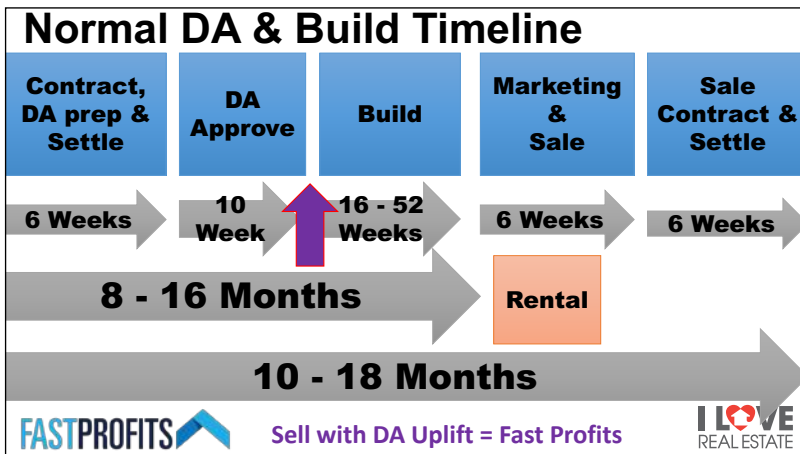 Normal DA & Build Timeline
Contract,
DA prep &
Settle
DA
Approve
Build
Marketing
&
Sale
Sale
Contract &
Settle
6 Weeks
10
Week
16 - 52
Weeks
6 Weeks
6 Weeks
8 - 16 Months
Rental
10 - 18 Months
FASTPROFITS
Sell with DA Uplift = Fast Profits
I LOVE
REAL ESTATE